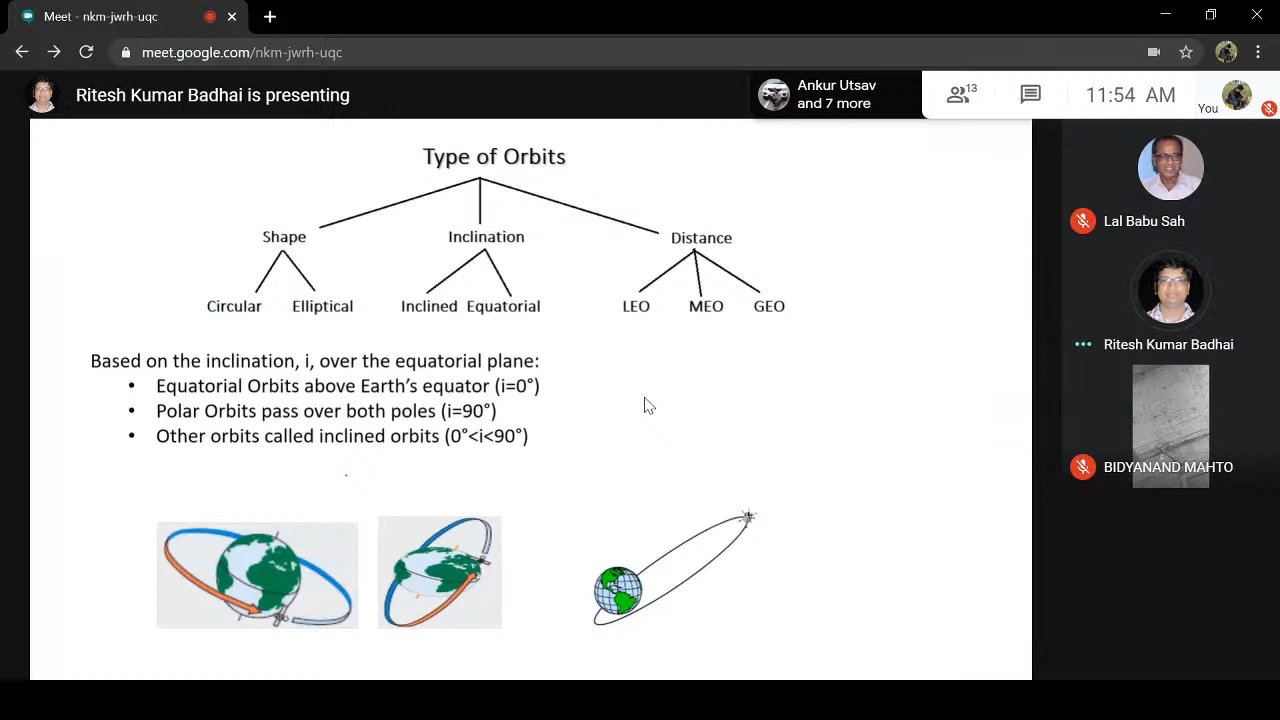 Meet - nkm-jwrh-uqc
meet.google.com/nkm-jwrh-uqc
Ritesh Kumar Badhai is presenting
Ankur Utsav
and 7 more
13
11:54 AM
You
Type of Orbits
Shape Inclination Distance
Circular Elliptical Inclined Equatorial LEO MEO GEO
Based on the inclination, i, over the equatorial plane:
• Equatorial Orbits above Earth's equator (i=0°)
• Polar Orbits pass over both poles (i=90°)
• Other orbits called inclined orbits (0°<i<90°)
Lal Babu Sah
Ritesh Kumar Badhai
BIDYANAND MAHTO